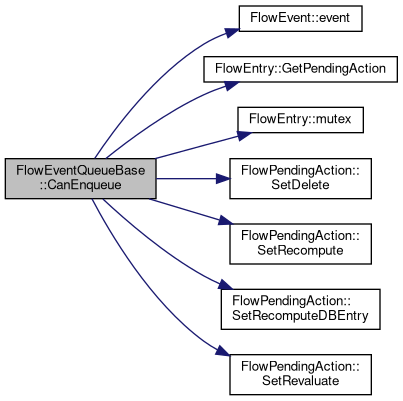 FlowEventQueueBase
::CanEnqueue
FlowEvent::event
FlowEntry::GetPendingAction
FlowEntry::mutex
FlowPendingAction::
SetDelete
FlowPendingAction::
SetRecompute
FlowPendingAction::
SetRecomputeDBEntry
FlowPendingAction::
SetRevaluate